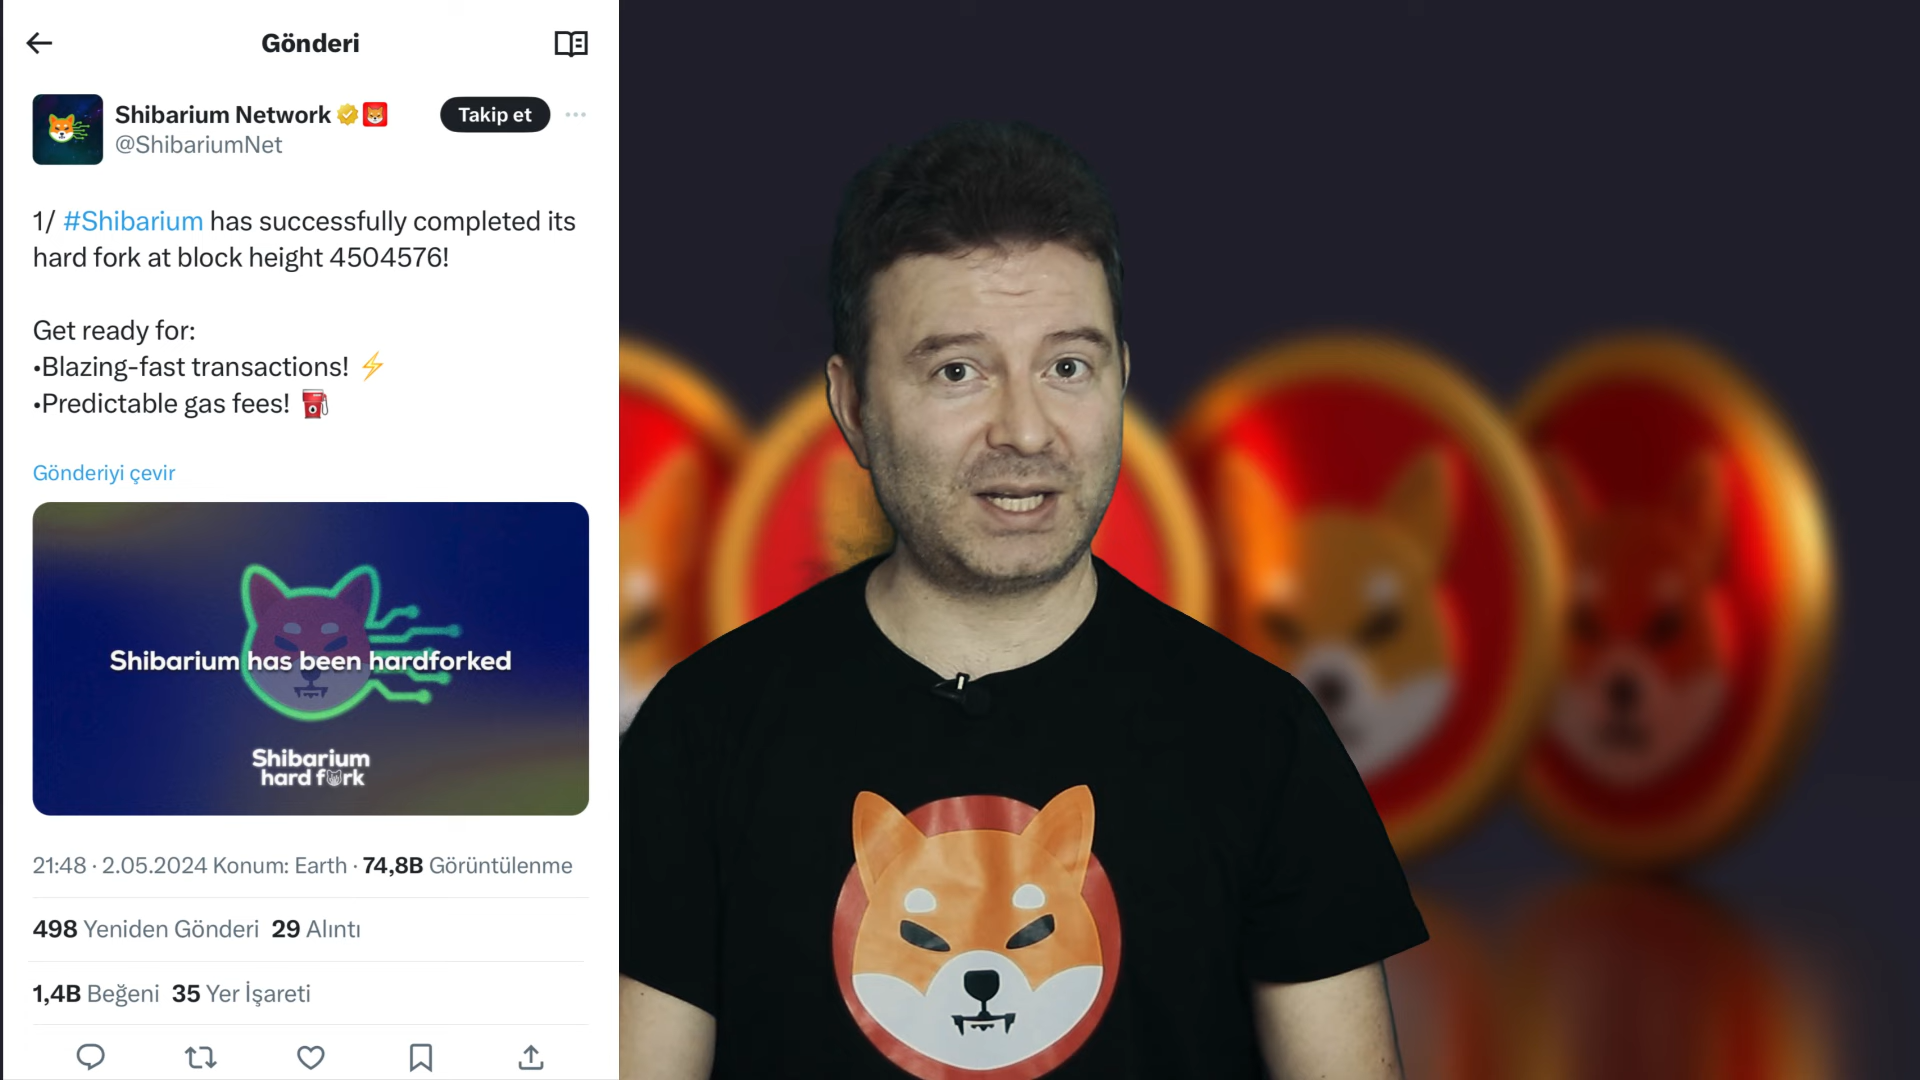 Gönderi
Shibarium Network
Takip et
@ShibariumNet
1/ #Shibarium has successfully completed its
hard fork at block height 4504576!
Get ready for:
•Blazing-fast transactions! ⚡
•Predictable gas fees! ⛽
Gönderiyi çevir
Shibarium has been hardforked
Shibarium
hard fork
21:48 · 2.05.2024 Konum: Earth · 74,8B Görüntülenme
498 Yeniden Gönderi 29 Alıntı
1,4B Beğeni 35 Yer İşareti